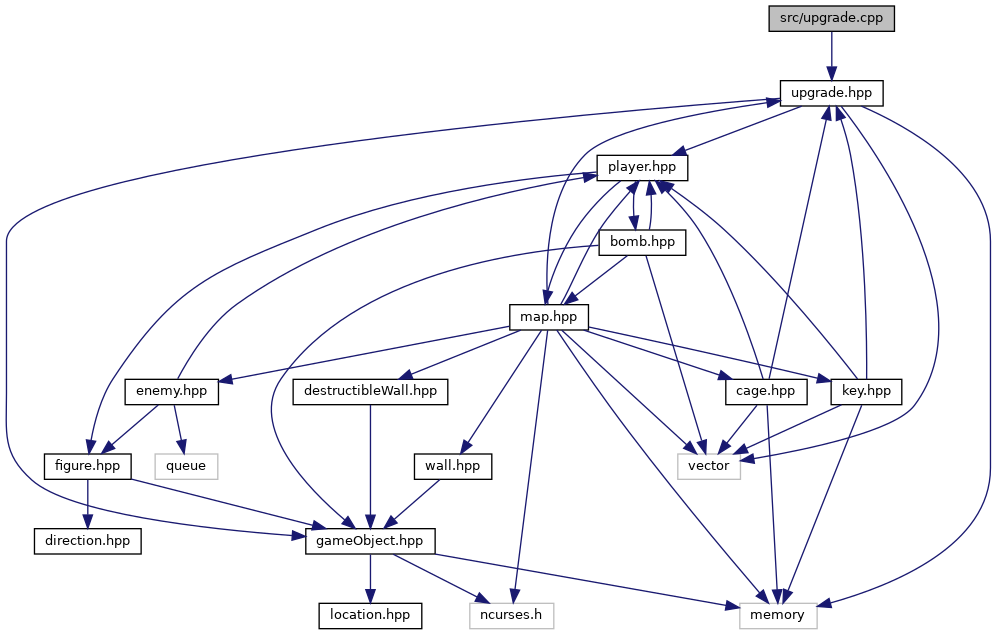 src/upgrade.cpp
upgrade.hpp
player.hpp
bomb.hpp
map.hpp
enemy.hpp
destructibleWall.hpp
cage.hpp
key.hpp
figure.hpp
queue
wall.hpp
vector
direction.hpp
gameObject.hpp
location.hpp
ncurses.h
memory